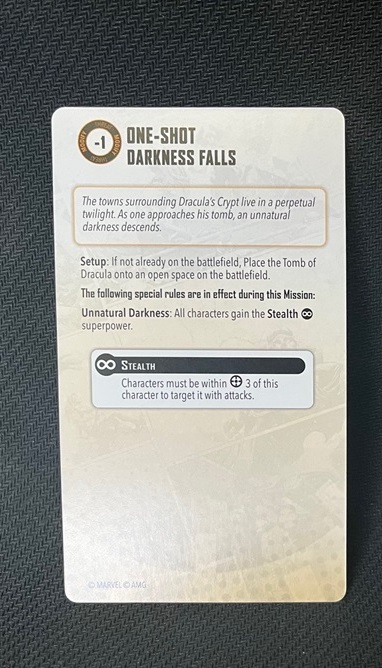 -1
ONE-SHOT
DARKNESS FALLS
The towns surrounding Dracula's Crypt live in a perpetual
twilight. As one approaches his tomb, an unnatural
darkness descends.
Setup: If not already on the battlefield, Place the Tomb of
Dracula onto an open space on the battlefield.
The following special rules are in effect during this Mission:
Unnatural Darkness: All characters gain the Stealth ∞
superpower.
∞ STEALTH
Characters must be within 3 of this
character to target it with attacks.
© MARVEL © AMG